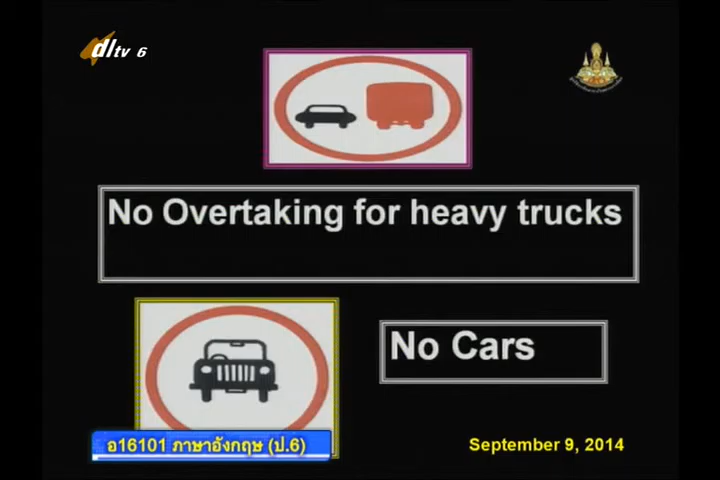 dltv 6
No Overtaking for heavy trucks
No Cars
อ16101 ภาษาอังกฤษ (ป.6)
September 9, 2014